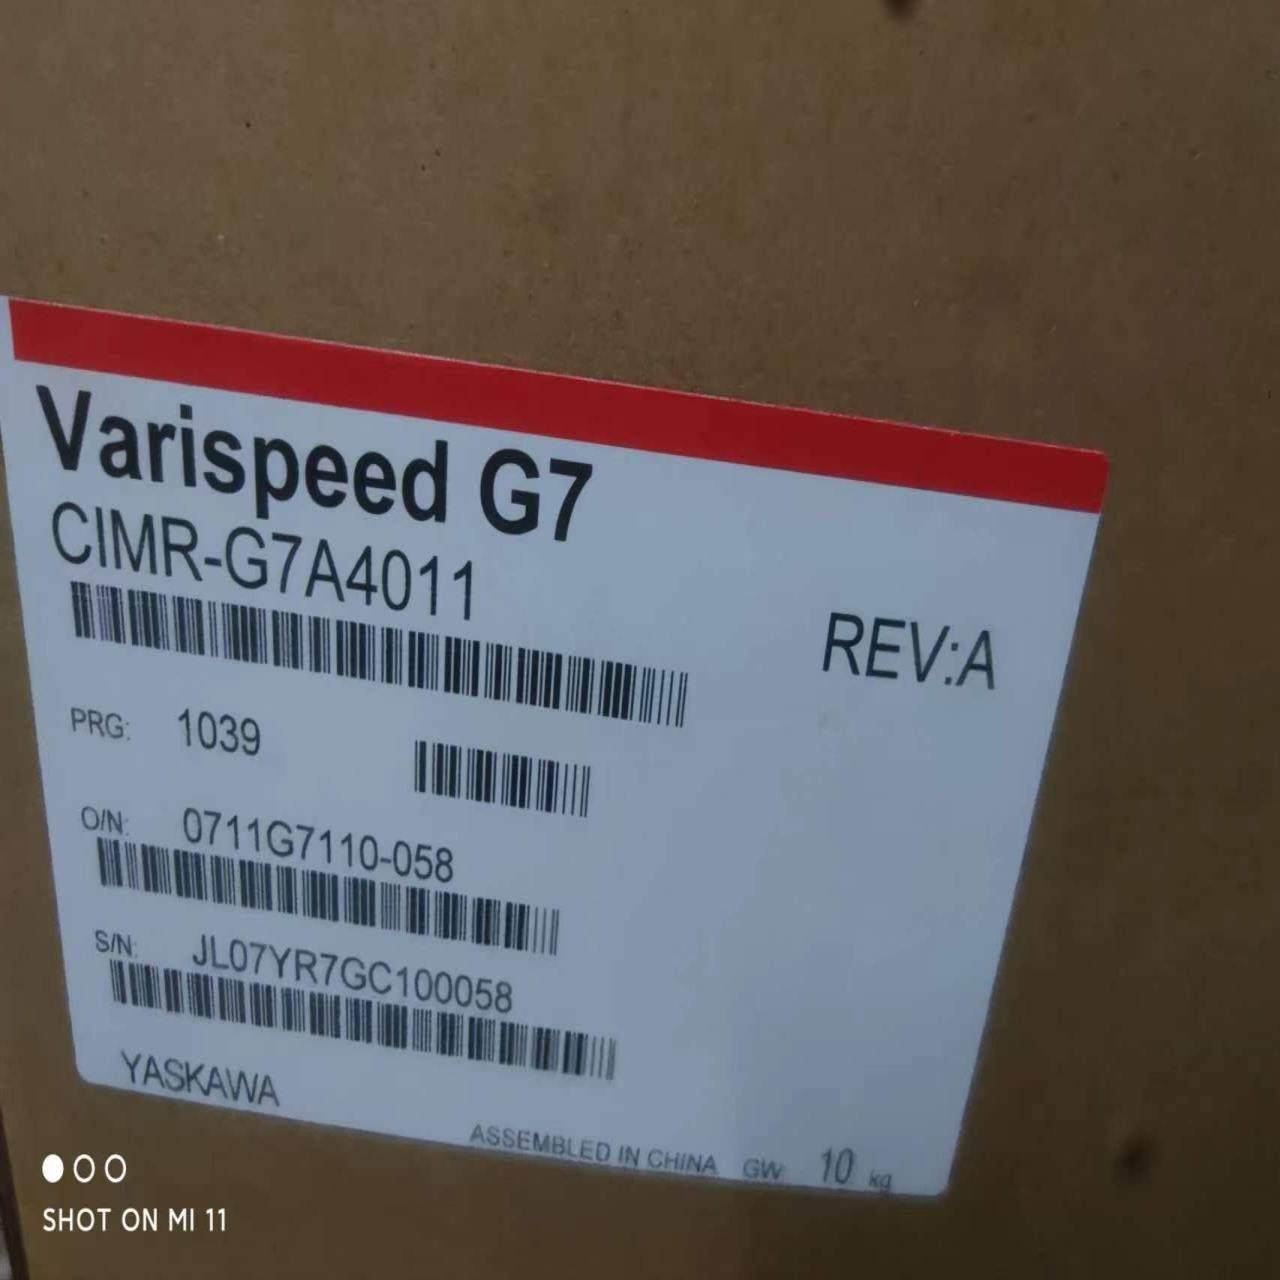 Varispeed G7
CIMR-G7A4011
REV:A
PRG: 1039
O/N: 0711G7110-058
S/N: JL07YR7GC100058
YASKAWA
ASSEMBLED IN CHINA GW: 10 kg
SHOT ON MI 11